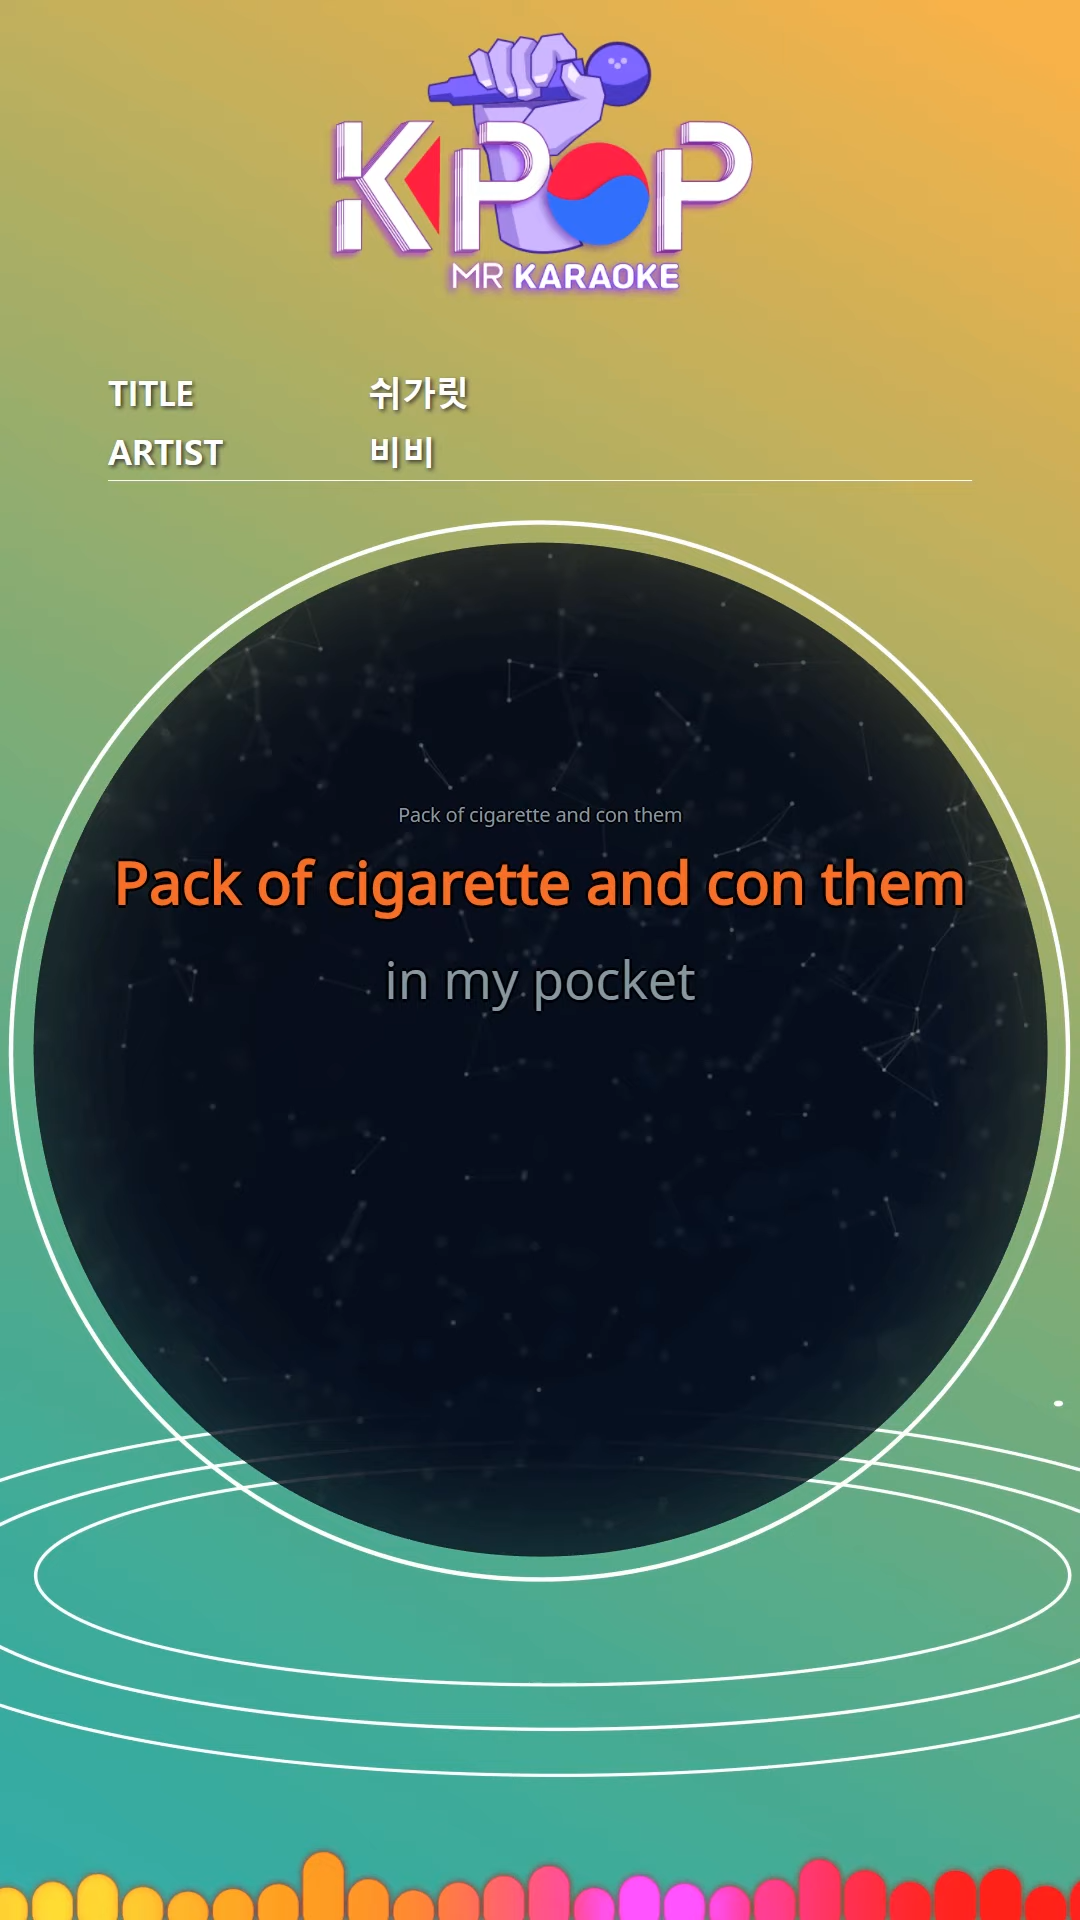 KPOP
MR KARAOKE
TITLE 쉬가릿
ARTIST 비비
Pack of cigarette and con them
Pack of cigarette and con them
in my pocket